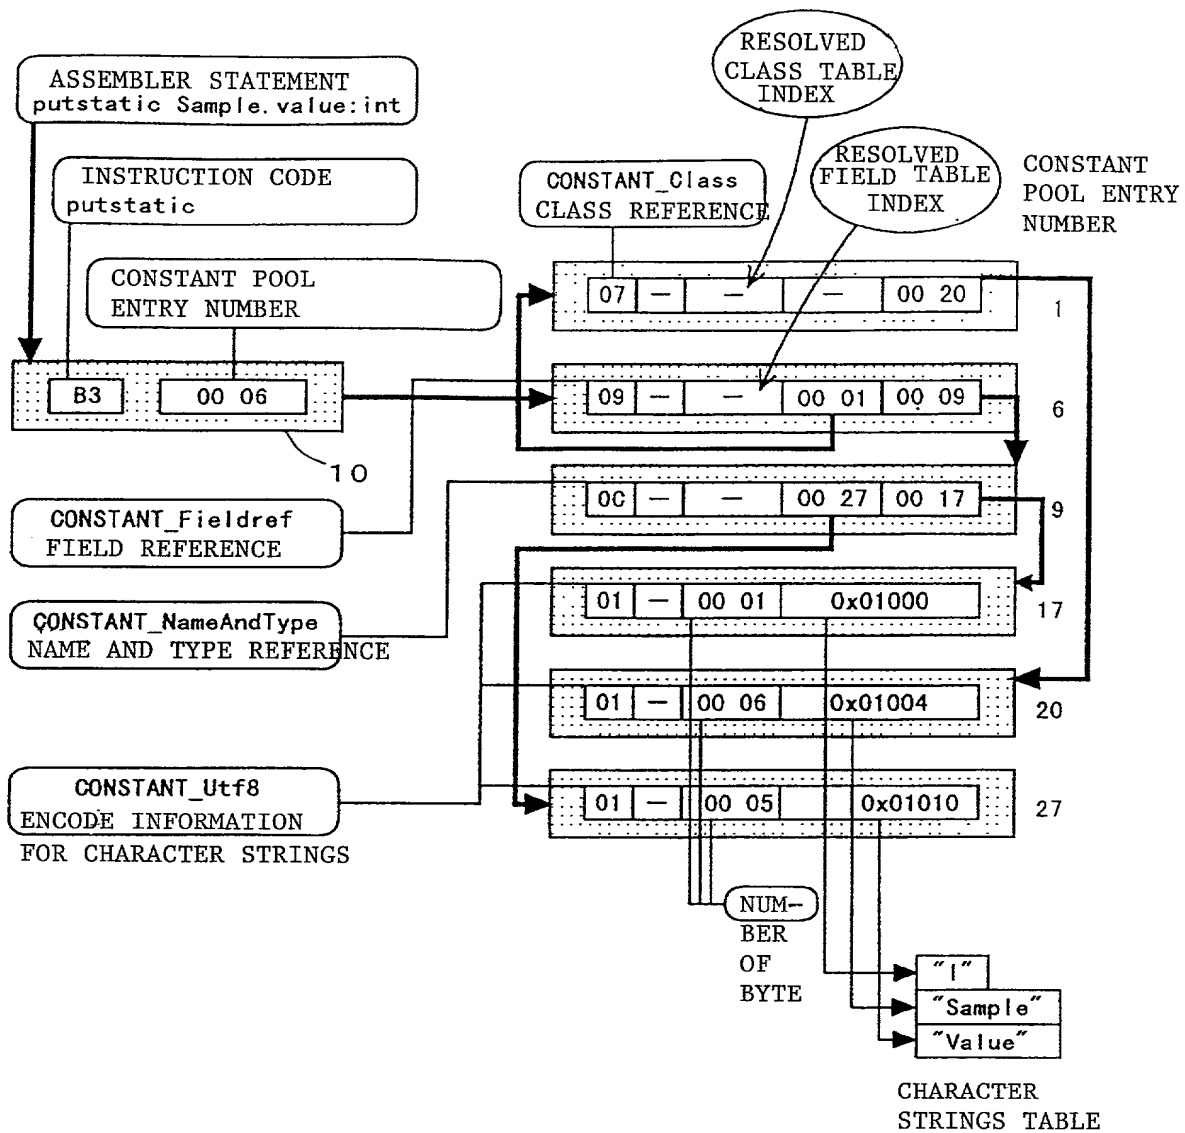 RESOLVED
CLASS TABLE
INDEX
ASSEMBLER STATEMENT
putstatic Sample.value:int
RESOLVED
FIELD TABLE
INDEX
CONSTANT
POOL ENTRY
NUMBER
INSTRUCTION CODE
putstatic
CONSTANT_Class
CLASS REFERENCE
CONSTANT POOL
ENTRY NUMBER
07 — — — 00 20
1
B3 00 06
09 — — 00 01 00 09
6
10
0C — — 00 27 00 17
9
CONSTANT_Fieldref
FIELD REFERENCE
01 — 00 01 0x01000
17
CONSTANT_NameAndType
NAME AND TYPE REFERENCE
01 — 00 06 0x01004
20
CONSTANT_Utf8
ENCODE INFORMATION
FOR CHARACTER STRINGS
01 — 00 05 0x01010
27
NUM-
BER
OF
BYTE
"I"
"Sample"
"Value"
CHARACTER
STRINGS TABLE